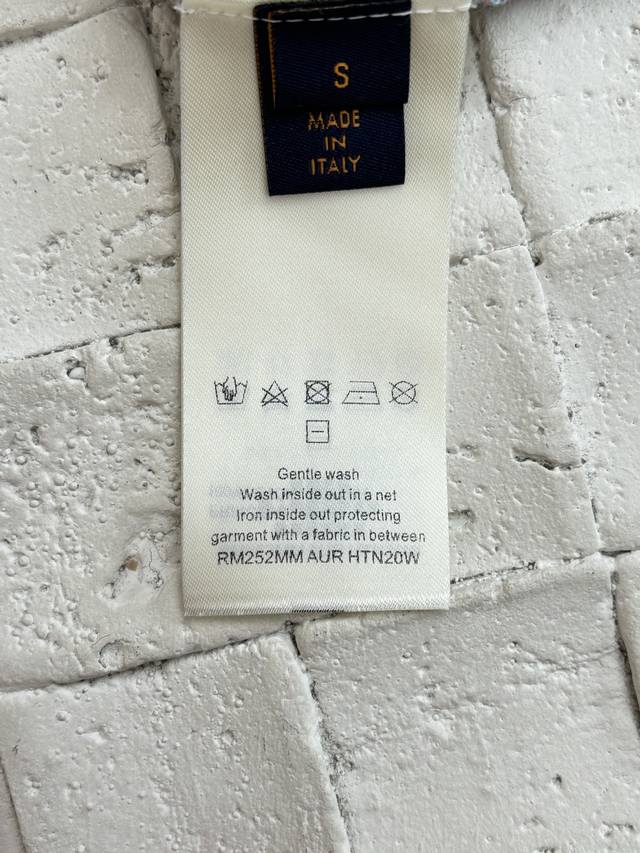 S
MADE
IN
ITALY
Gentle wash
Wash inside out in a net
Iron inside out protecting
garment with a fabric in between
RM252MM AUR HTN20W